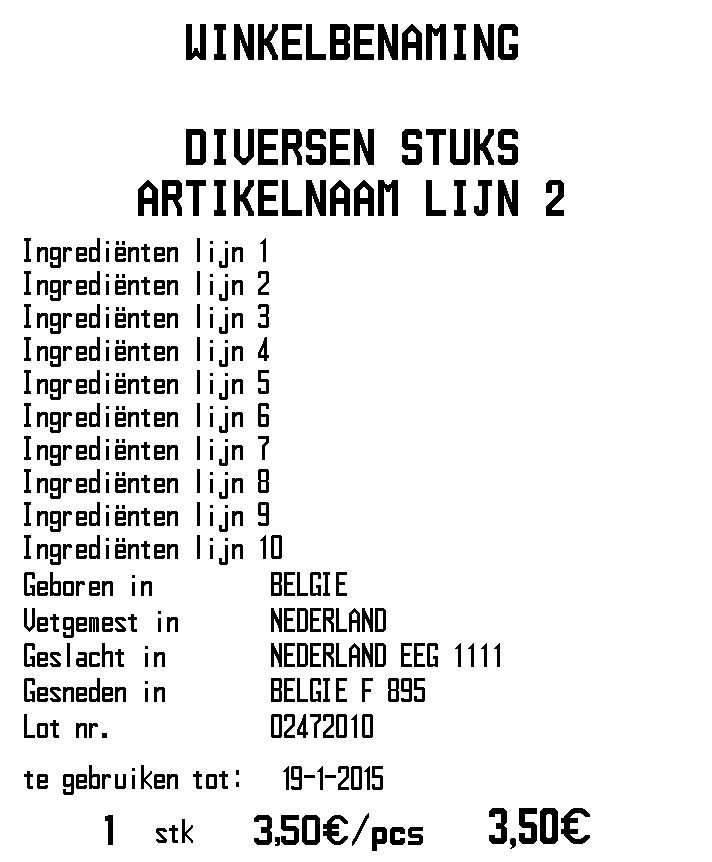 WINKELBENAMING
DIVERSEN STUKS
ARTIKELNAAM LIJN 2
Ingrediënten lijn 1
Ingrediënten lijn 2
Ingrediënten lijn 3
Ingrediënten lijn 4
Ingrediënten lijn 5
Ingrediënten lijn 6
Ingrediënten lijn 7
Ingrediënten lijn 8
Ingrediënten lijn 9
Ingrediënten lijn 10
Geboren in BELGIE
Vetgemest in NEDERLAND
Geslacht in NEDERLAND EEG 1111
Gesneden in BELGIE F 895
Lot nr. 02472010
te gebruiken tot: 19-1-2015
1 stk 3,50€/pcs 3,50€